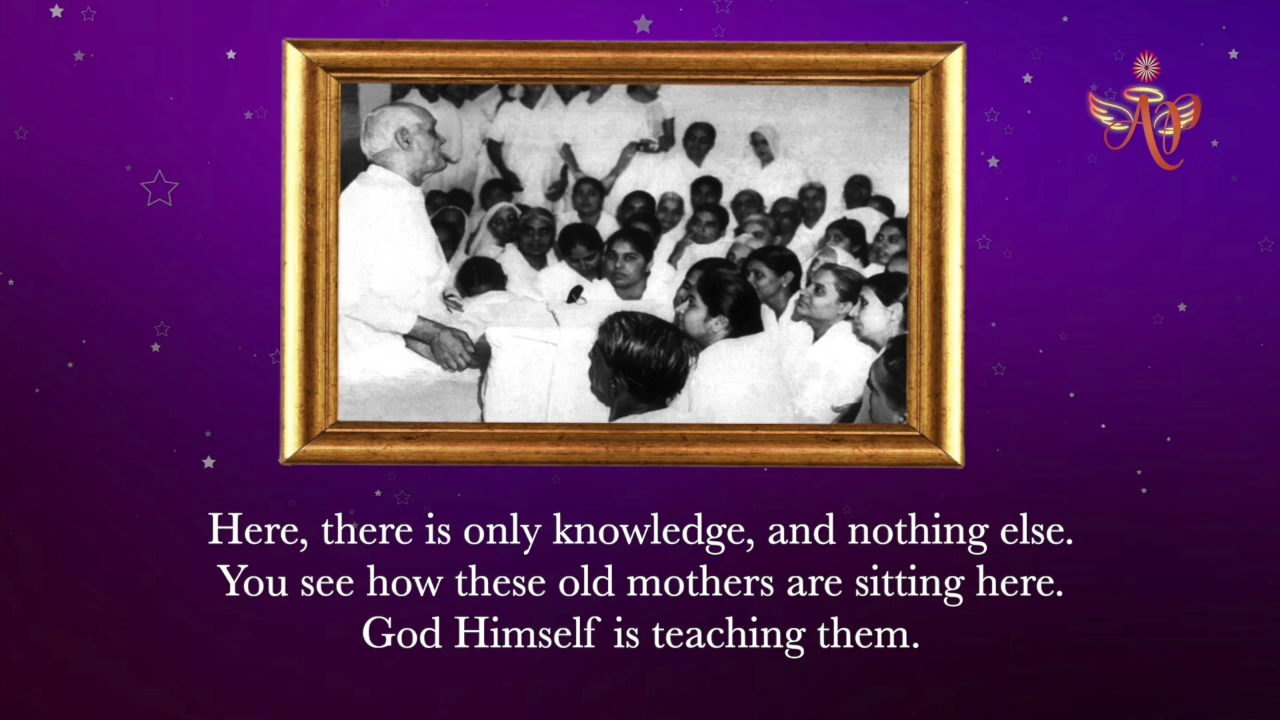 Here, there is only knowledge, and nothing else.
You see how these old mothers are sitting here.
God Himself is teaching them.